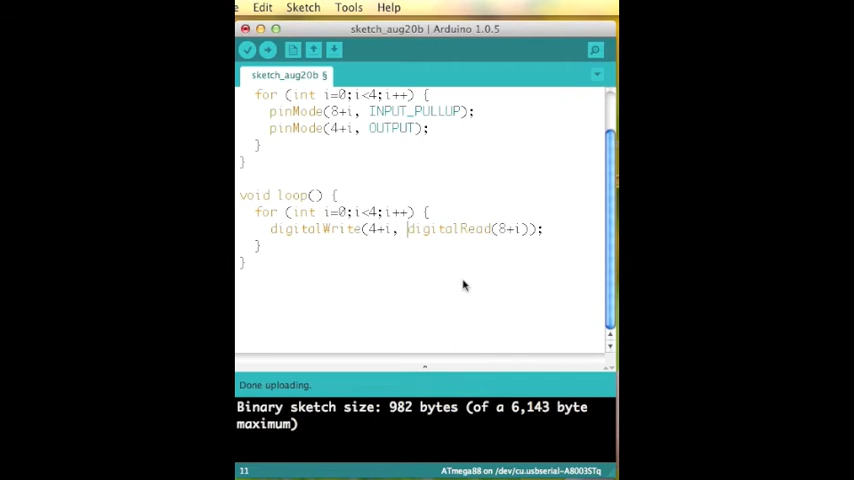 Edit Sketch Tools Help
sketch_aug20b | Arduino 1.0.5
sketch_aug20b §
for (int i=0;i<4;i++) {
pinMode(8+i, INPUT_PULLUP);
pinMode(4+i, OUTPUT);
}
}
void loop() {
for (int i=0;i<4;i++) {
digitalWrite(4+i, digitalRead(8+i));
}
}
Done uploading.
Binary sketch size: 982 bytes (of a 6,143 byte
maximum)
11 ATmega88 on /dev/cu.usbserial-A8003STq